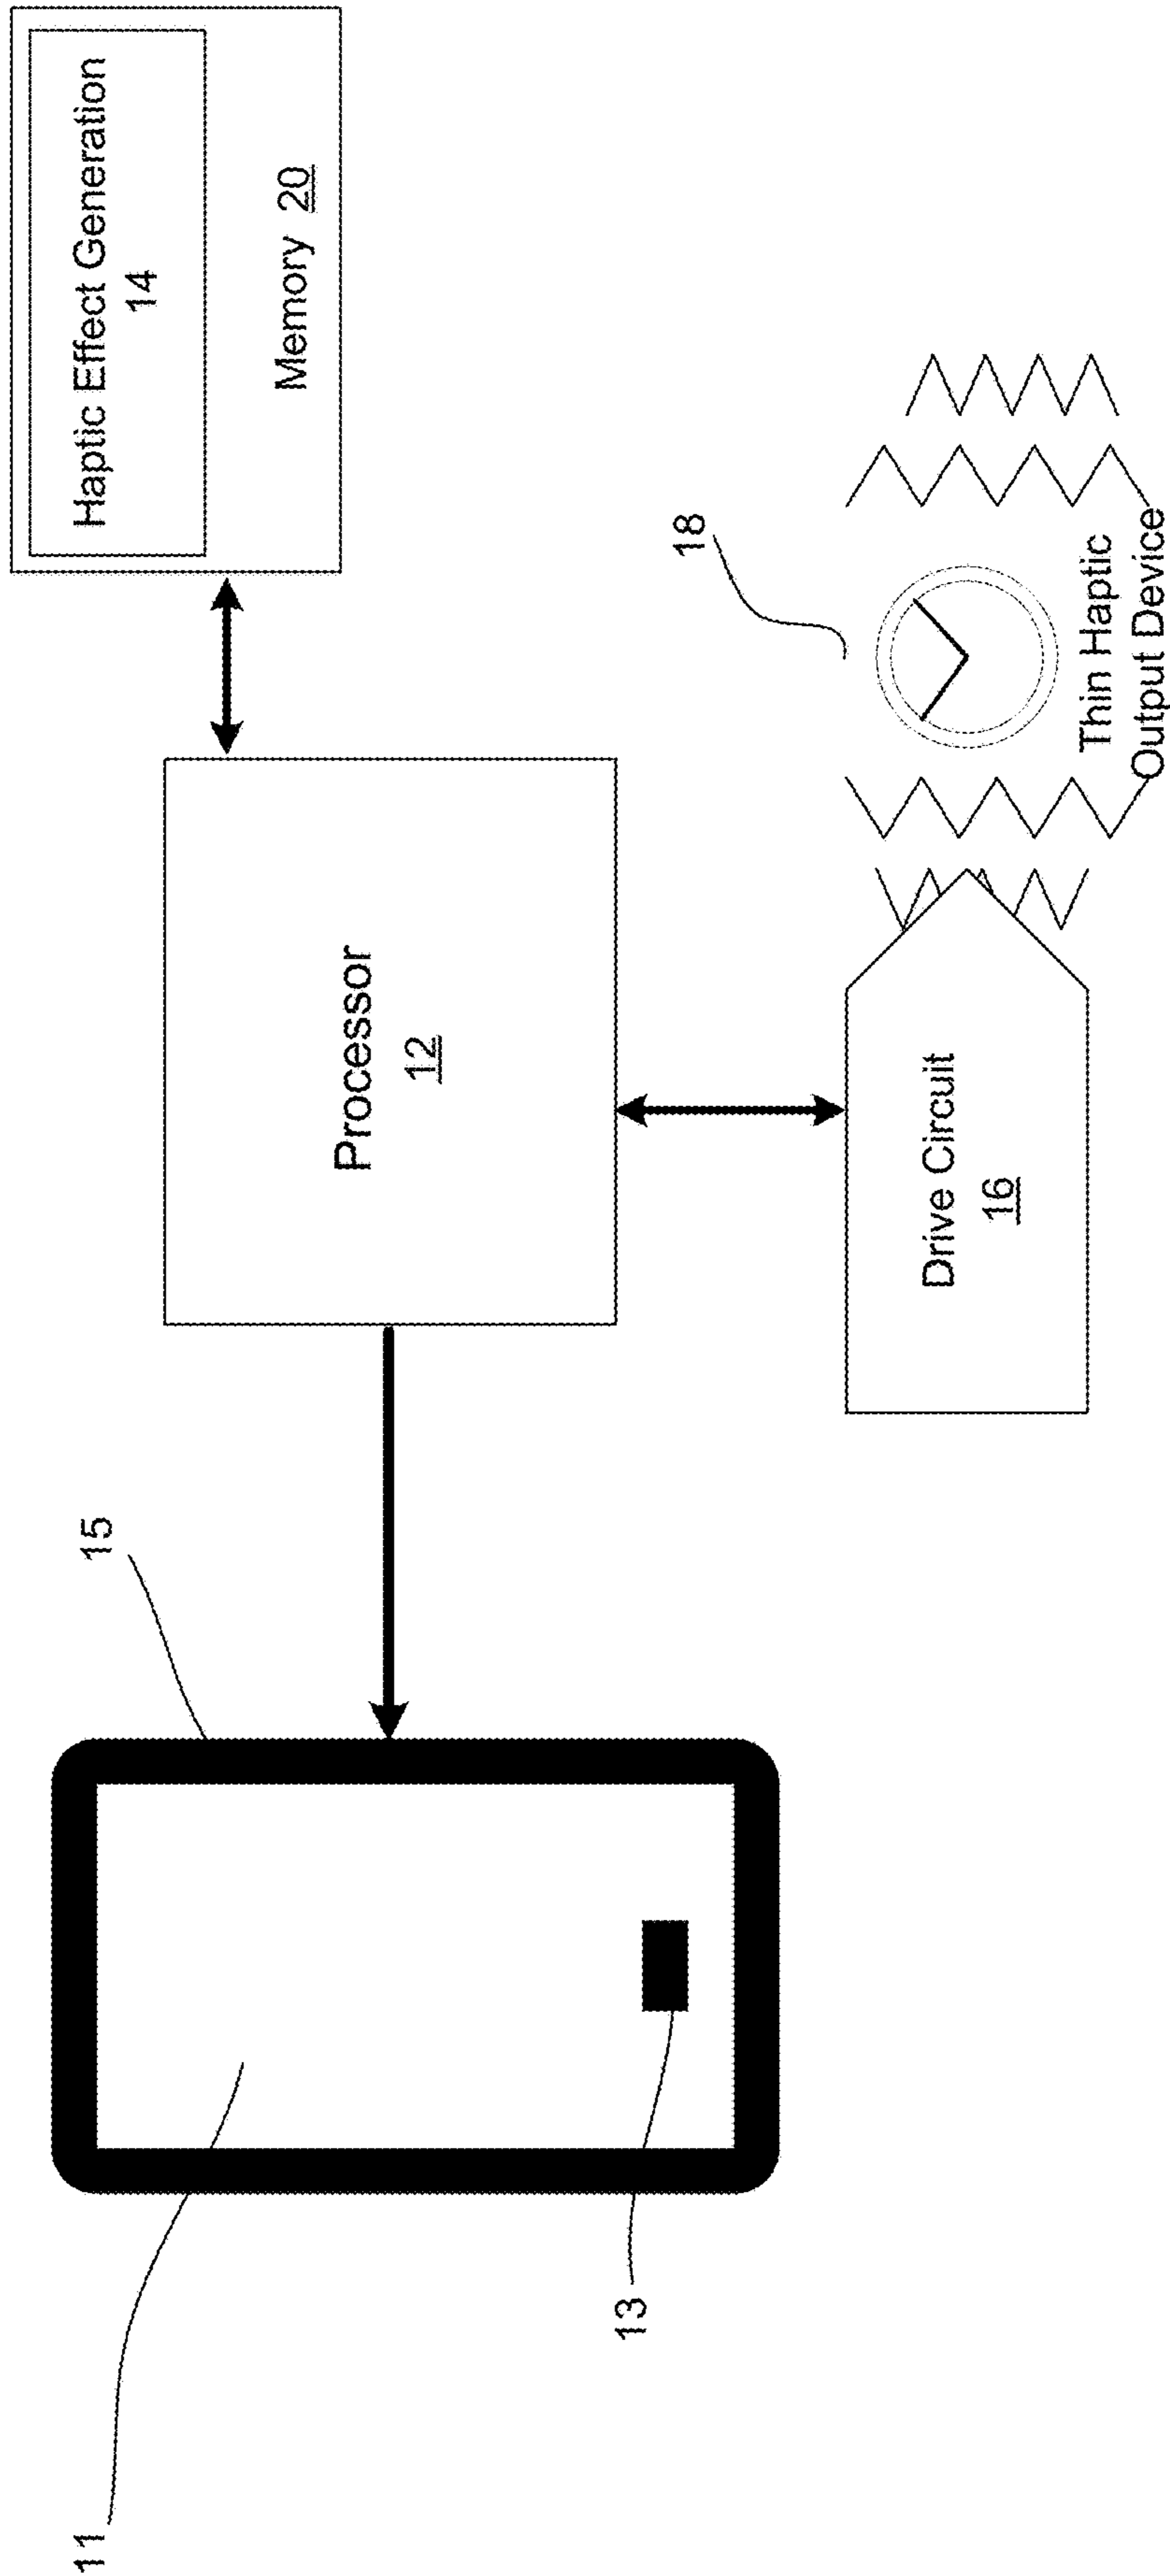 11
15
13
Processor
12
Haptic Effect Generation
14
Memory 20
Drive Circuit
16
18
Thin Haptic
Output Device